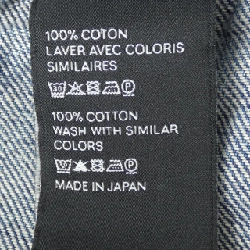 100% COTON
LAVER AVEC COLORIS
SIMILAIRES
100% COTTON
WASH WITH SIMILAR
COLORS
MADE IN JAPAN